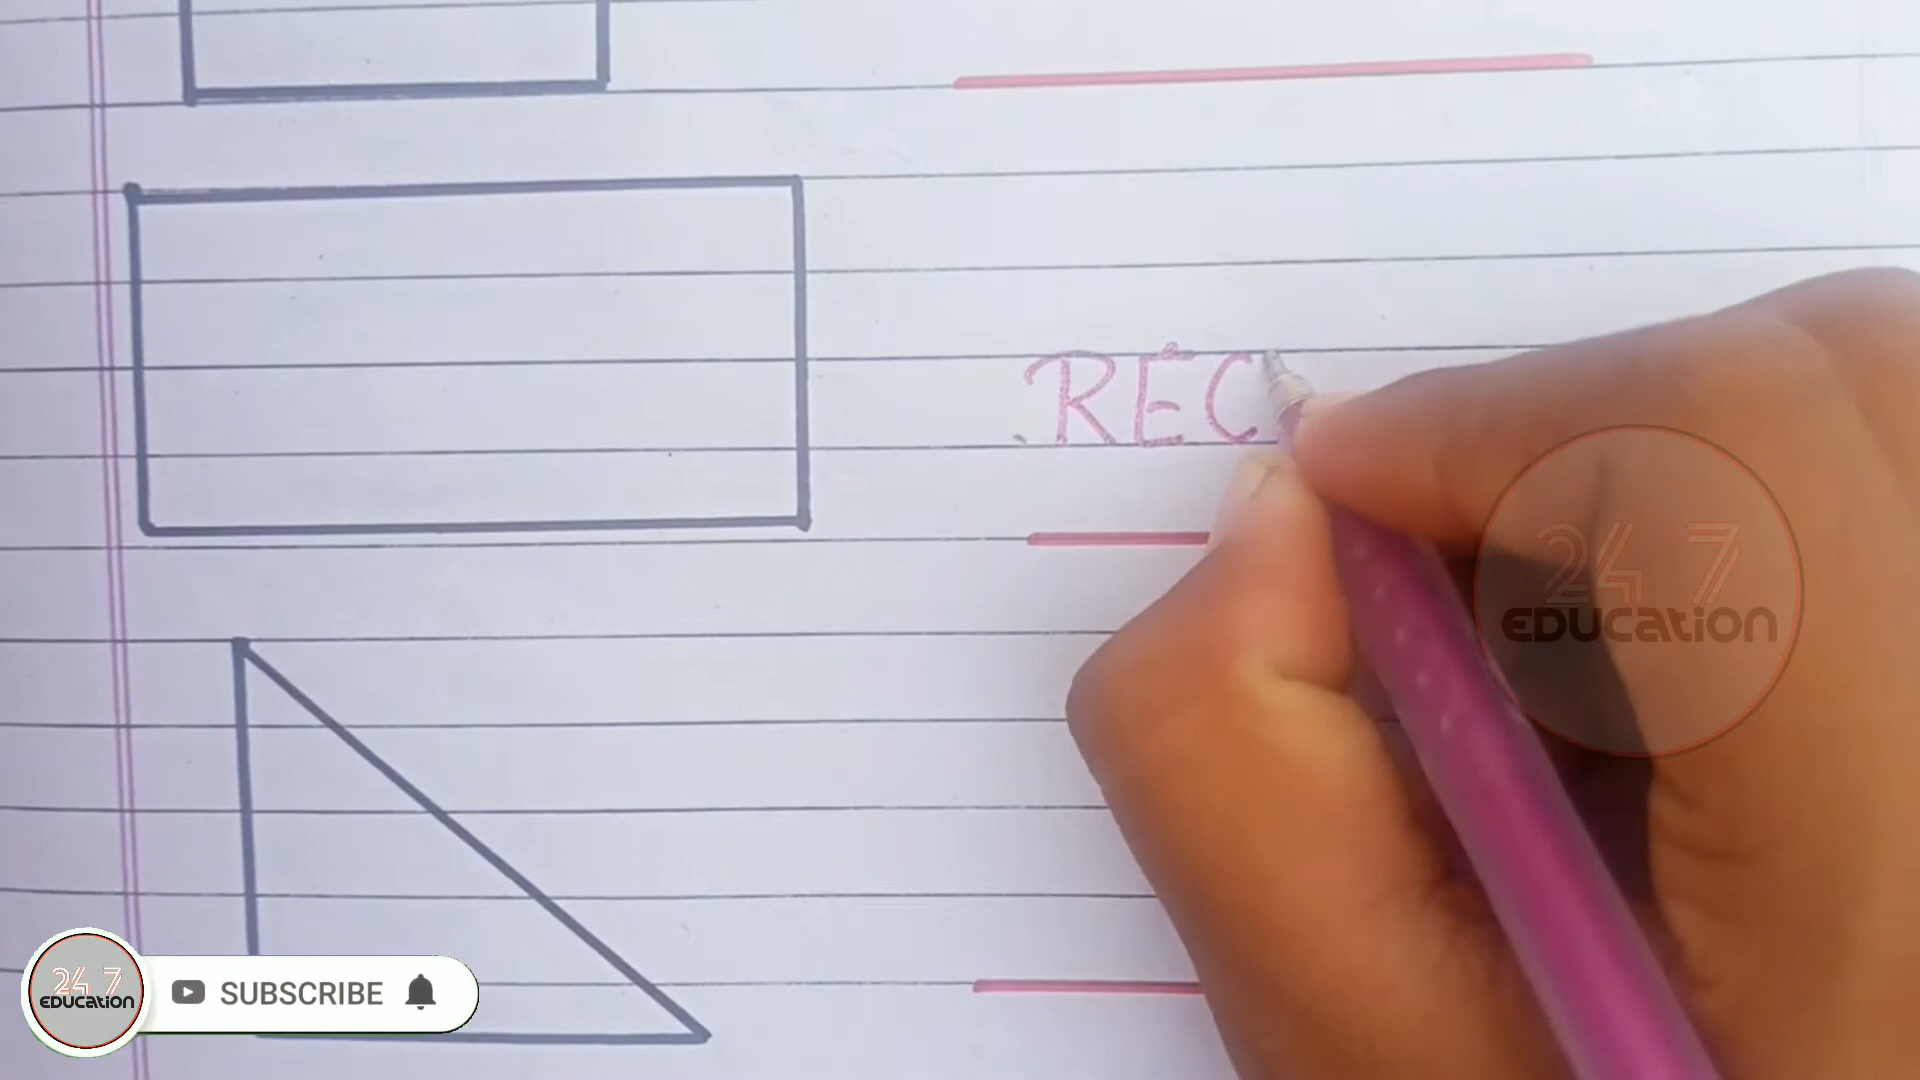 REC
24 7
EDUCATION
24 7
EDUCATION
SUBSCRIBE